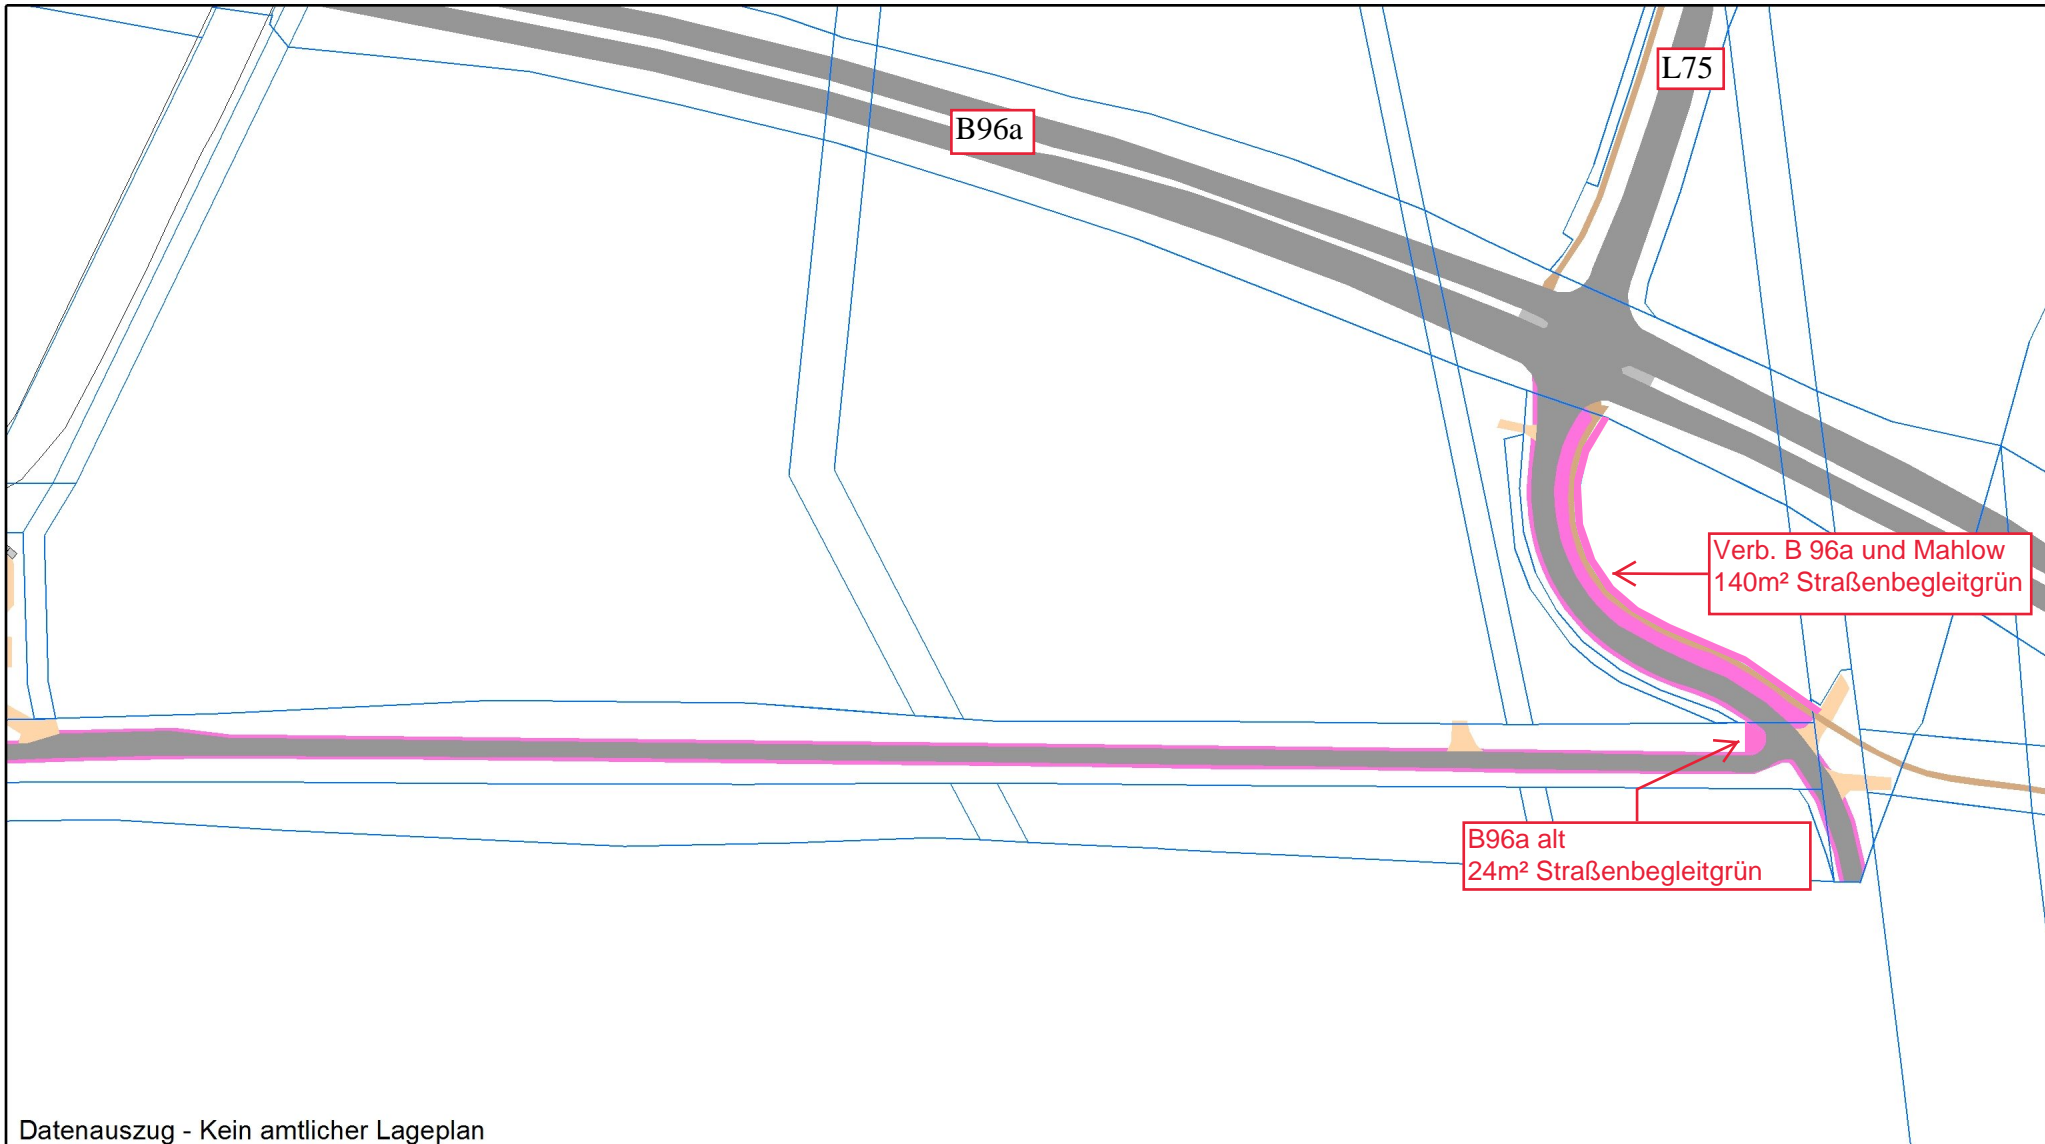 L75
B96a
Verb. B 96a und Mahlow
140m² Straßenbegleitgrün
B96a alt
24m² Straßenbegleitgrün
Datenauszug - Kein amtlicher Lageplan